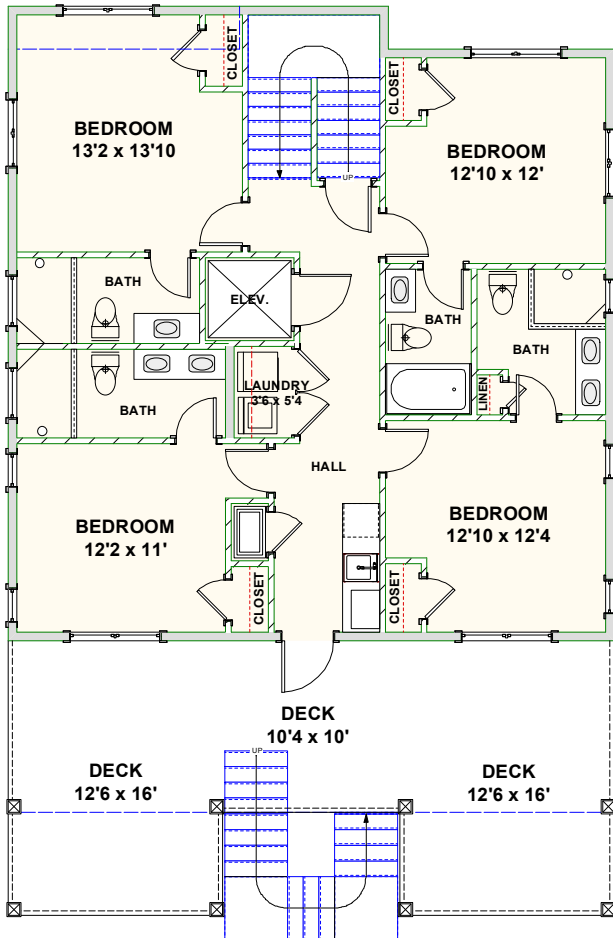 CLOSET
BEDROOM
13'2 x 13'10
CLOSET
BEDROOM
12'10 x 12'
UP
BATH
ELEV.
BATH
BATH
LAUNDRY
3'6 x 5'4
LINEN
BATH
HALL
BEDROOM
12'2 x 11'
BEDROOM
12'10 x 12'4
CLOSET
CLOSET
DECK
10'4 x 10'
UP
DECK
12'6 x 16'
DECK
12'6 x 16'